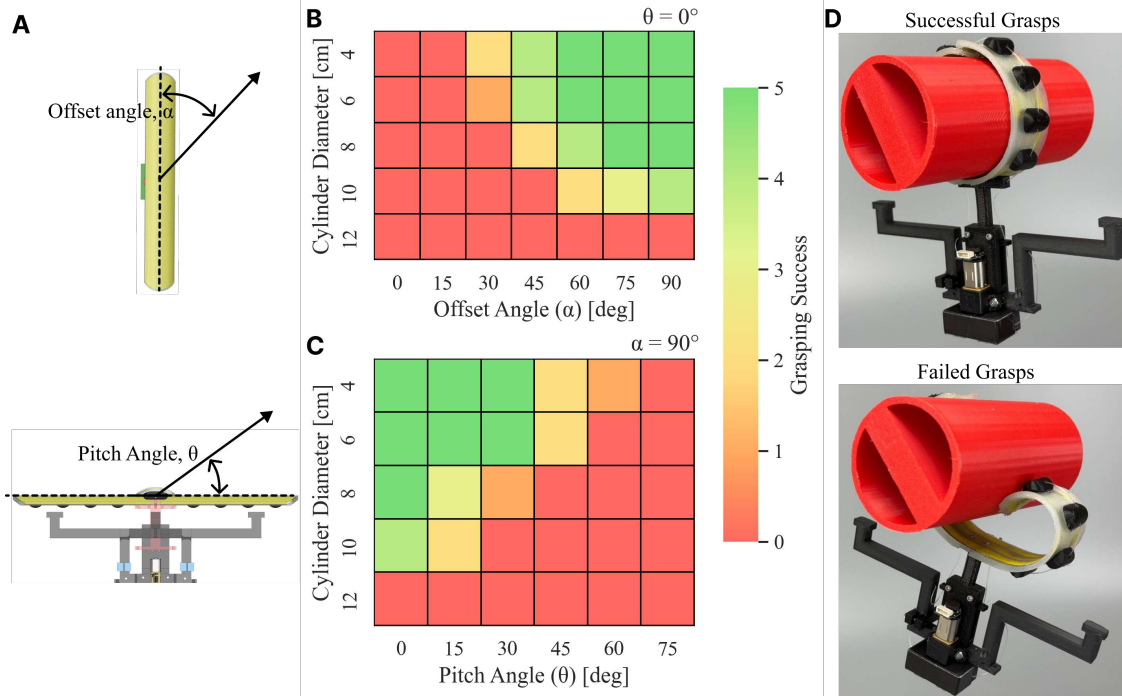 A
Offset angle, α
Pitch Angle, θ
B
θ = 0°
Cylinder Diameter [cm]
4
6
8
10
12
0 15 30 45 60 75 90
Offset Angle (α) [deg]
C
α = 90°
Cylinder Diameter [cm]
4
6
8
10
12
0 15 30 45 60 75
Pitch Angle (θ) [deg]
5
4
3
2
1
0
Grasping Success
D
Successful Grasps
Failed Grasps